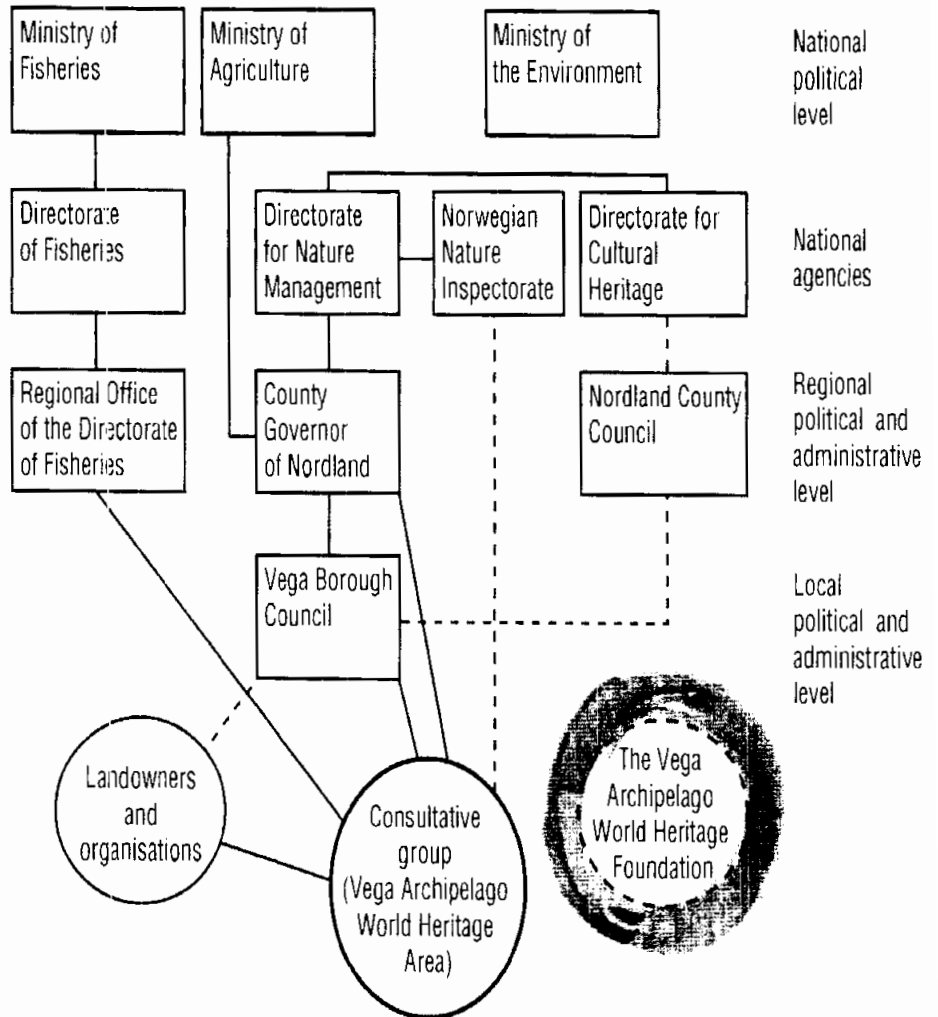 Ministry of
Fisheries
Ministry of
Agriculture
Ministry of
the Environment
National
political
level
Directorate
of Fisheries
Directorate
for Nature
Management
Norwegian
Nature
Inspectorate
Directorate for
Cultural
Heritage
National
agencies
Regional Office
of the Directorate
of Fisheries
County
Governor
of Nordland
Nordland County
Council
Regional
political and
administrative
level
Vega Borough
Council
Local
political and
administrative
level
Landowners
and
organisations
Consultative
group
(Vega Archipelago
World Heritage
Area)
The Vega
Archipelago
World Heritage
Foundation